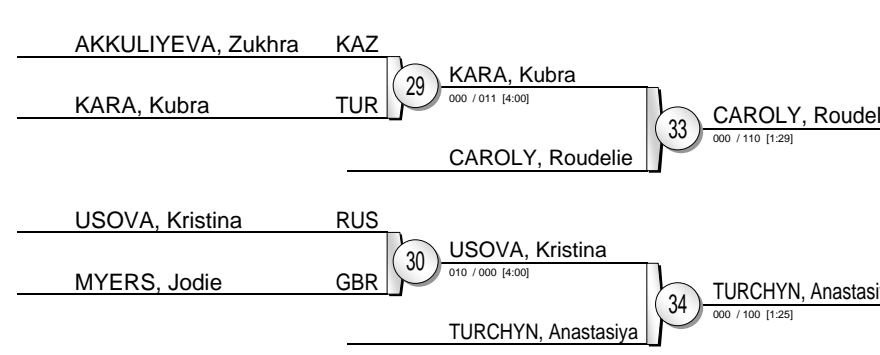 AKKULIYEVA, Zukhra KAZ
29
KARA, Kubra
000 / 011 [4:00]
KARA, Kubra TUR
33
CAROLY, Roudel
000 / 110 [1:29]
CAROLY, Roudelie
USOVA, Kristina RUS
30
USOVA, Kristina
010 / 000 [4:00]
MYERS, Jodie GBR
34
TURCHYN, Anastasi
000 / 100 [1:25]
TURCHYN, Anastasiya